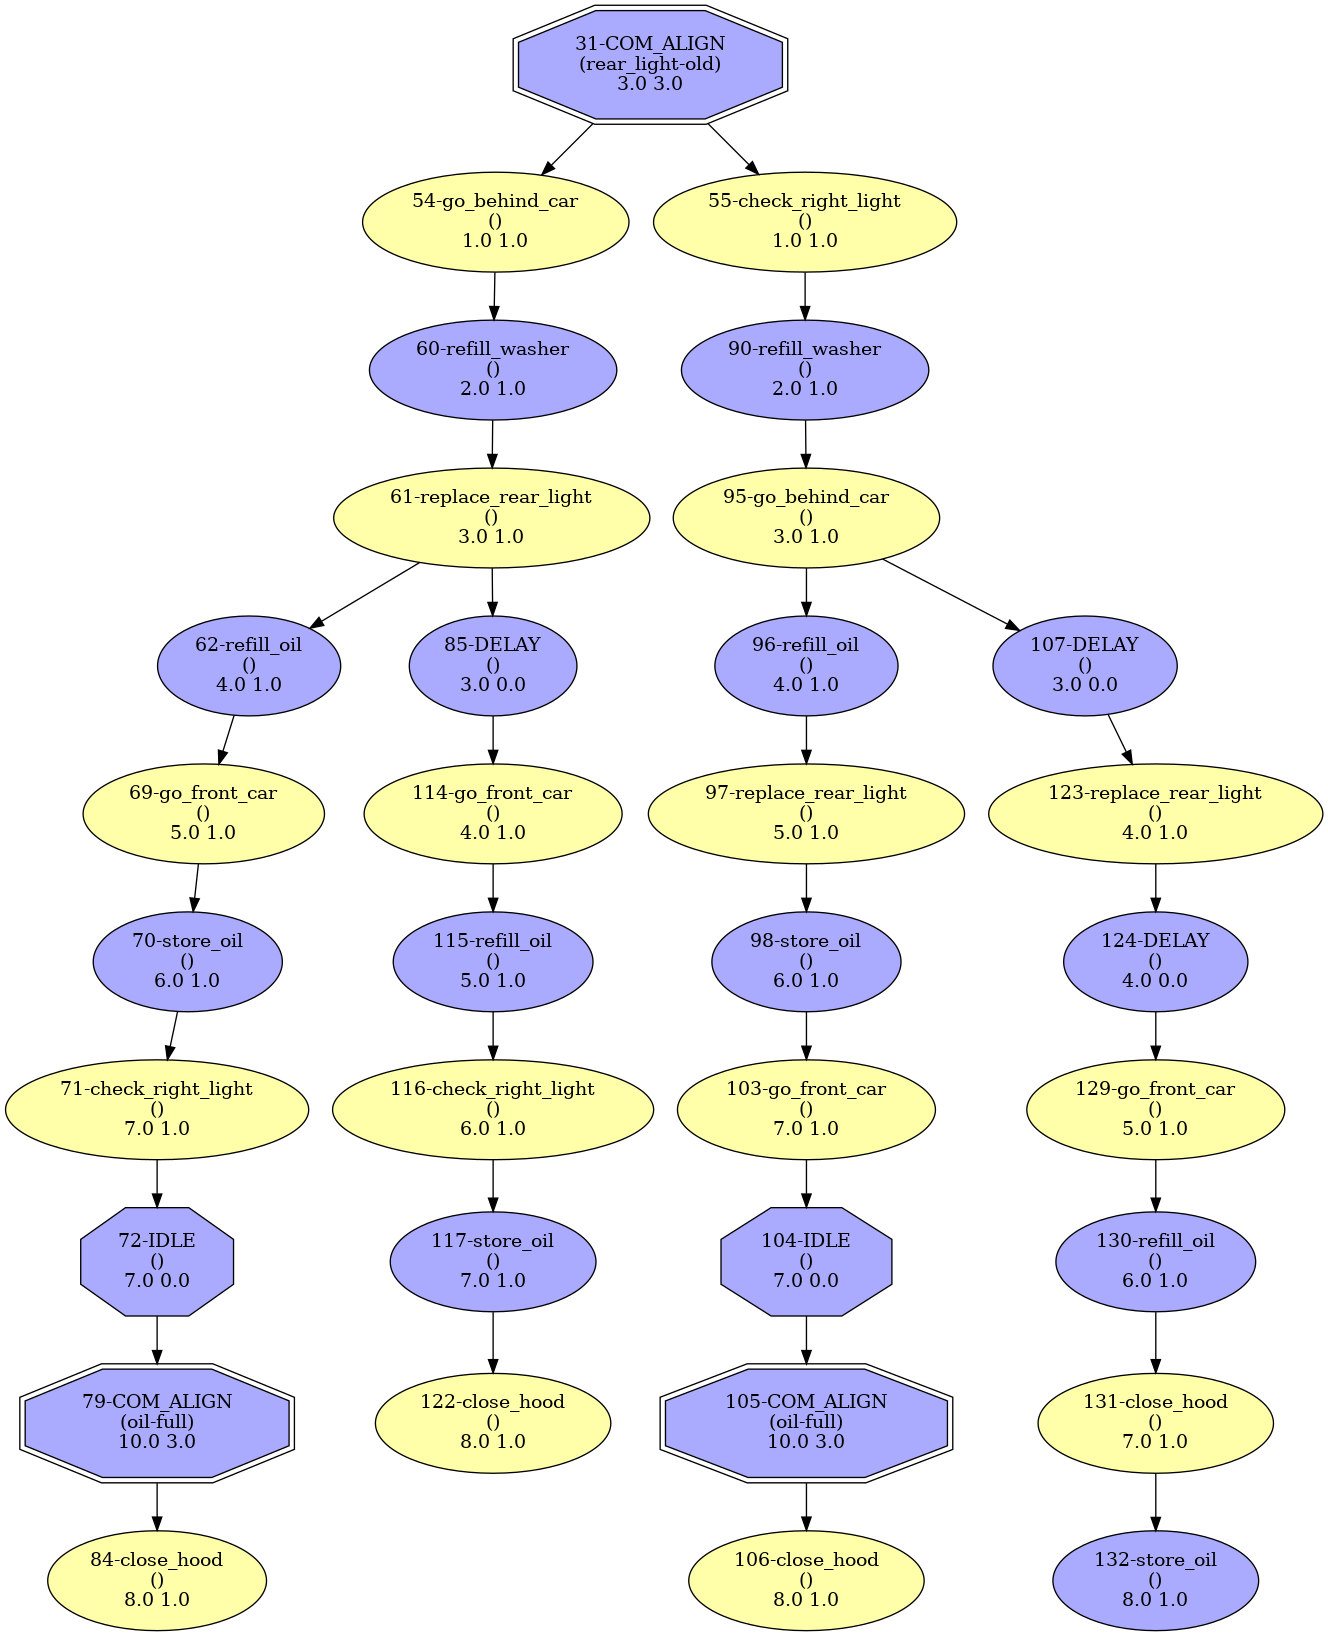 31-COM_ALIGN
(rear_light-old)
3.0 3.0
54-go_behind_car
()
1.0 1.0
55-check_right_light
()
1.0 1.0
60-refill_washer
()
2.0 1.0
90-refill_washer
()
2.0 1.0
61-replace_rear_light
()
3.0 1.0
95-go_behind_car
()
3.0 1.0
62-refill_oil
()
4.0 1.0
85-DELAY
()
3.0 0.0
96-refill_oil
()
4.0 1.0
107-DELAY
()
3.0 0.0
69-go_front_car
()
5.0 1.0
114-go_front_car
()
4.0 1.0
97-replace_rear_light
()
5.0 1.0
123-replace_rear_light
()
4.0 1.0
70-store_oil
()
6.0 1.0
115-refill_oil
()
5.0 1.0
98-store_oil
()
6.0 1.0
124-DELAY
()
4.0 0.0
71-check_right_light
()
7.0 1.0
116-check_right_light
()
6.0 1.0
103-go_front_car
()
7.0 1.0
129-go_front_car
()
5.0 1.0
72-IDLE
()
7.0 0.0
117-store_oil
()
7.0 1.0
104-IDLE
()
7.0 0.0
130-refill_oil
()
6.0 1.0
79-COM_ALIGN
(oil-full)
10.0 3.0
122-close_hood
()
8.0 1.0
105-COM_ALIGN
(oil-full)
10.0 3.0
131-close_hood
()
7.0 1.0
84-close_hood
()
8.0 1.0
106-close_hood
()
8.0 1.0
132-store_oil
()
8.0 1.0